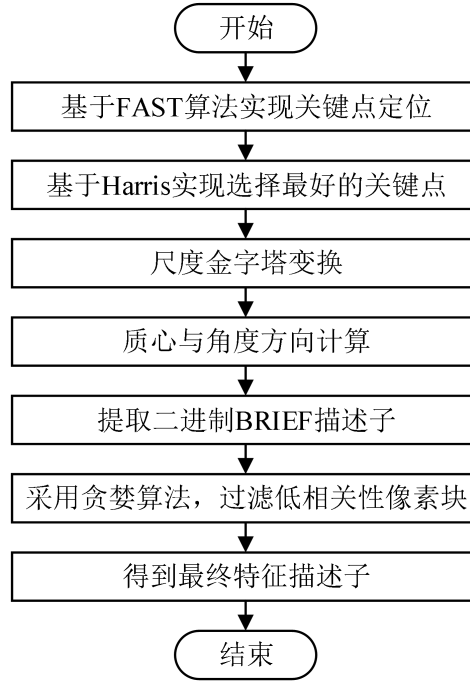 开始
基于FAST算法实现关键点定位
基于Harris实现选择最好的关键点
尺度金字塔变换
质心与角度方向计算
提取二进制BRIEF描述子
采用贪婪算法，过滤低相关性像素块
得到最终特征描述子
结束